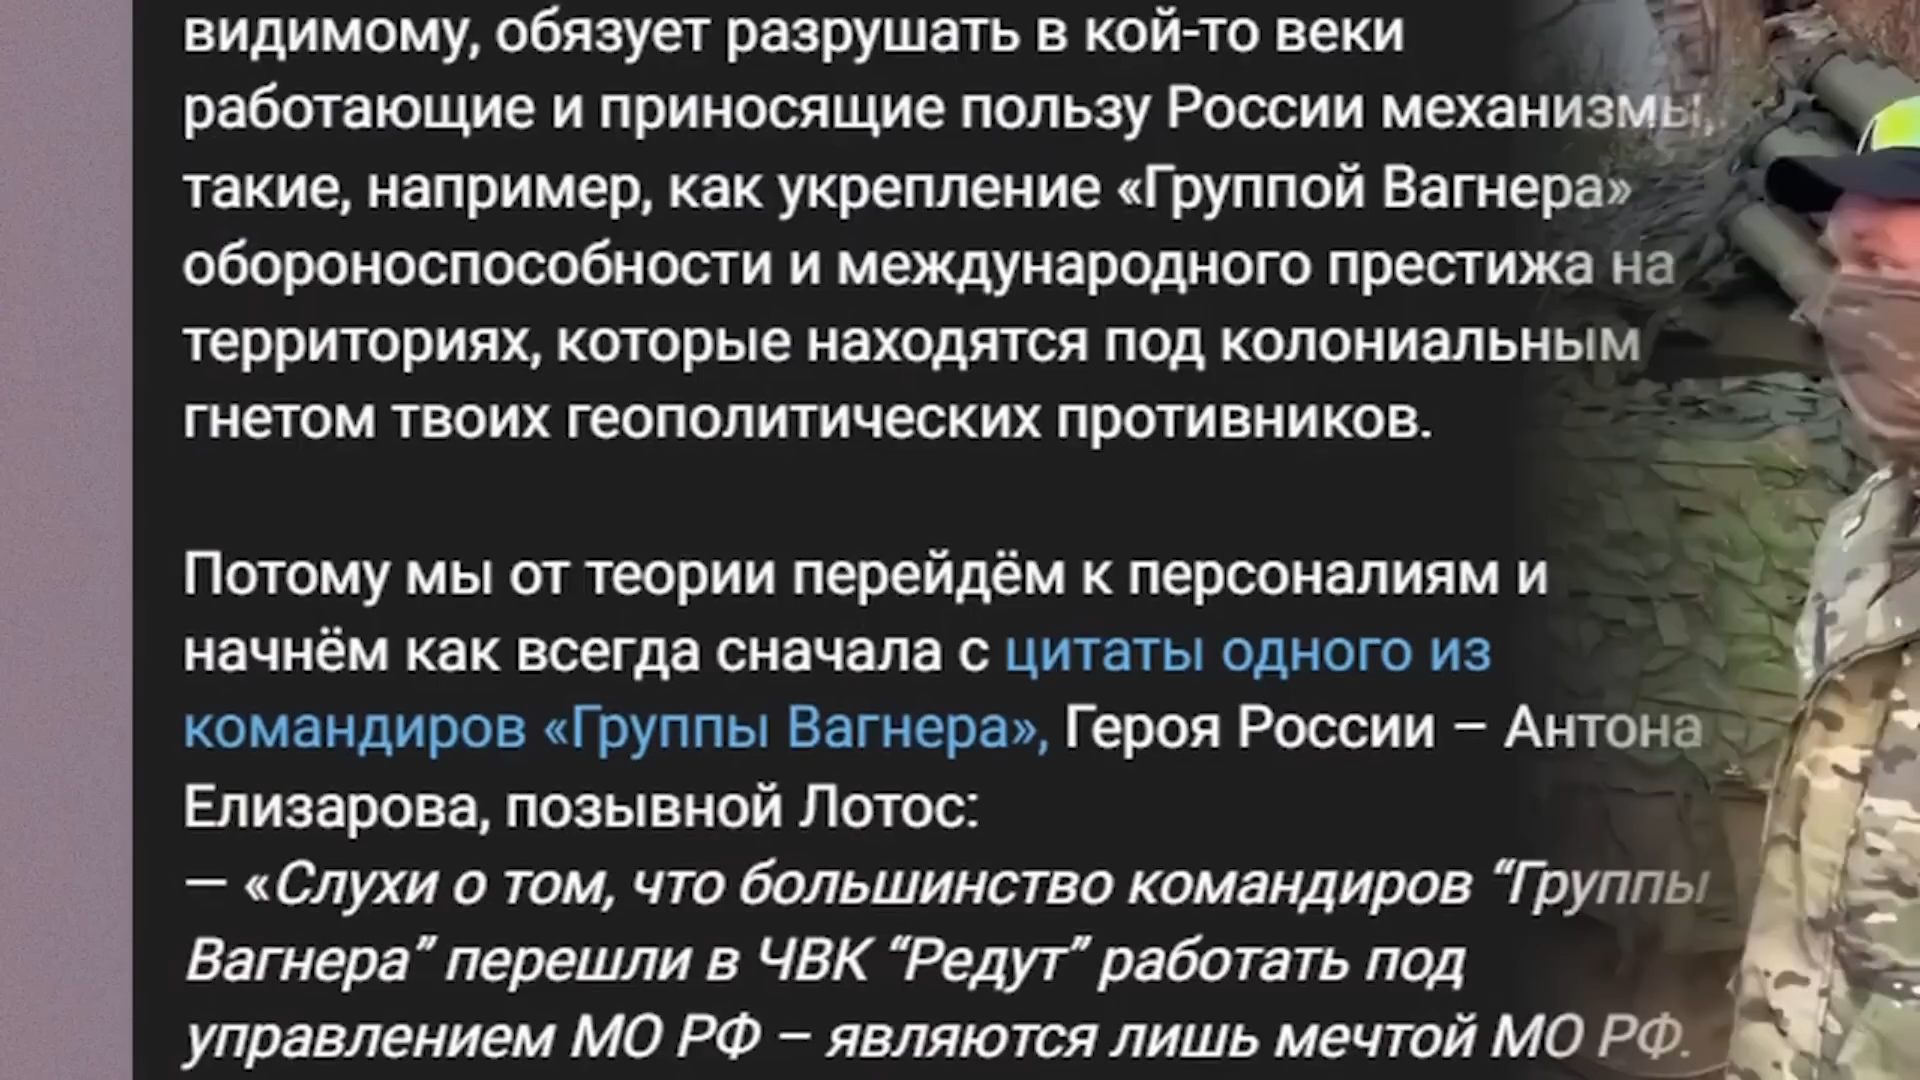 видимому, обязует разрушать в кой-то веки
работающие и приносящие пользу России механизмы,
такие, например, как укрепление «Группой Вагнера»
обороноспособности и международного престижа на
территориях, которые находятся под колониальным
гнетом твоих геополитических противников.
Потому мы от теории перейдём к персоналиям и
начнём как всегда сначала с цитаты одного из
командиров «Группы Вагнера», Героя России – Антона
Елизарова, позывной Лотос:
— «Слухи о том, что большинство командиров “Группы
Вагнера” перешли в ЧВК “Редут” работать под
управлением МО РФ – являются лишь мечтой МО РФ.